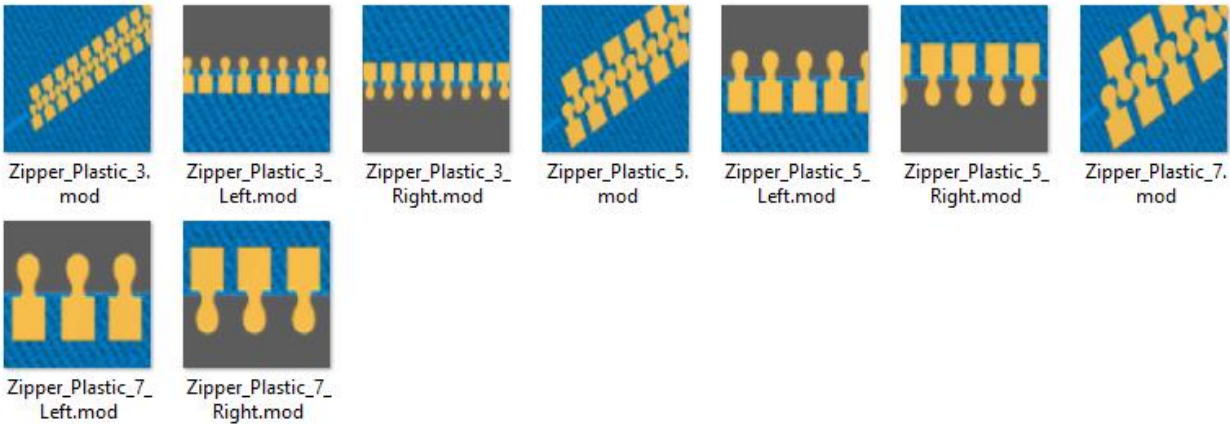 Zipper_Plastic_3.
mod
Zipper_Plastic_3_
Left.mod
Zipper_Plastic_3_
Right.mod
Zipper_Plastic_5.
mod
Zipper_Plastic_5_
Left.mod
Zipper_Plastic_5_
Right.mod
Zipper_Plastic_7.
mod
Zipper_Plastic_7_
Left.mod
Zipper_Plastic_7_
Right.mod